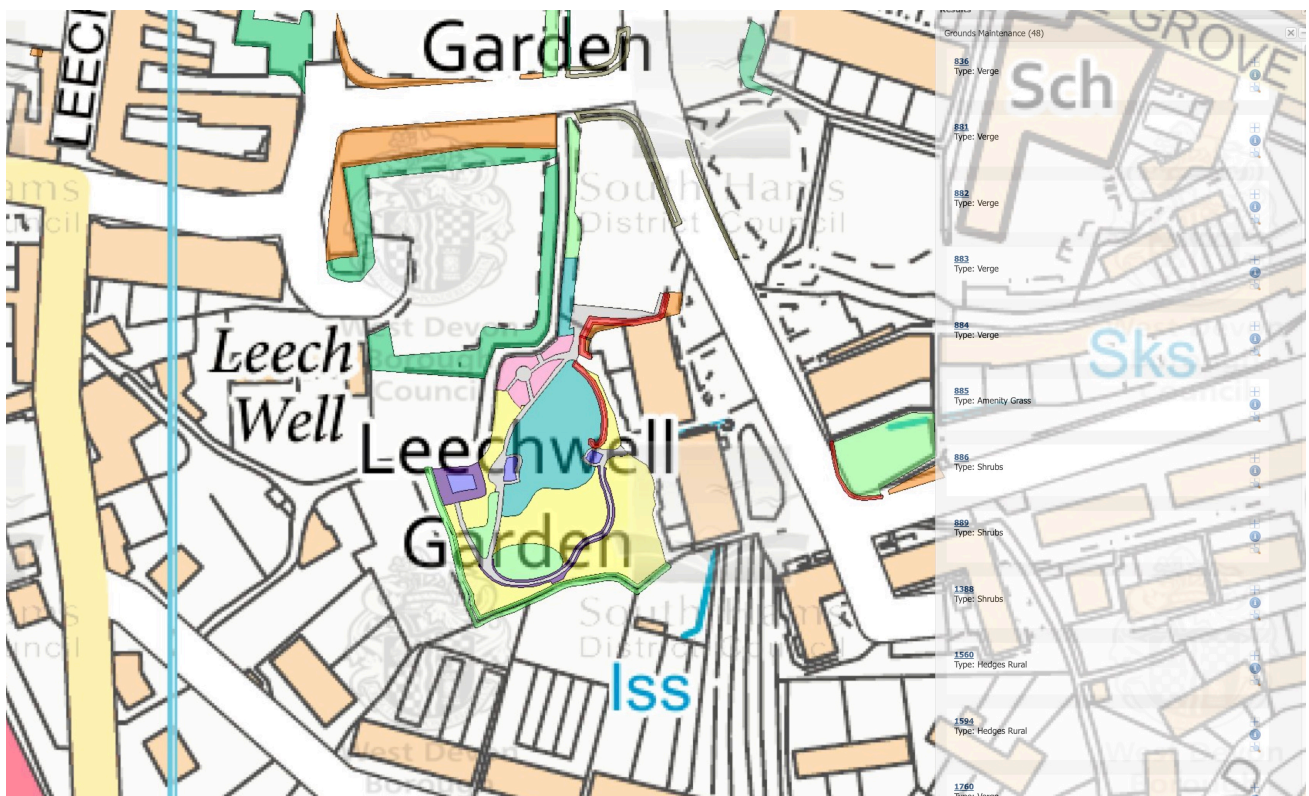 Garden
LEECH
Leech
Well
Leechwell
Garden
Iss
South Hams
District Council
West Devon
Borough
Council
South Hams
District Council
West Devon
Borough
GROVE
Sch
Sks
D
Results
Grounds Maintenance (48)
836
Type: Verge
881
Type: Verge
882
Type: Verge
883
Type: Verge
884
Type: Verge
885
Type: Amenity Grass
886
Type: Shrubs
889
Type: Shrubs
1388
Type: Shrubs
1560
Type: Hedges Rural
1594
Type: Hedges Rural
1760
Type: Verge